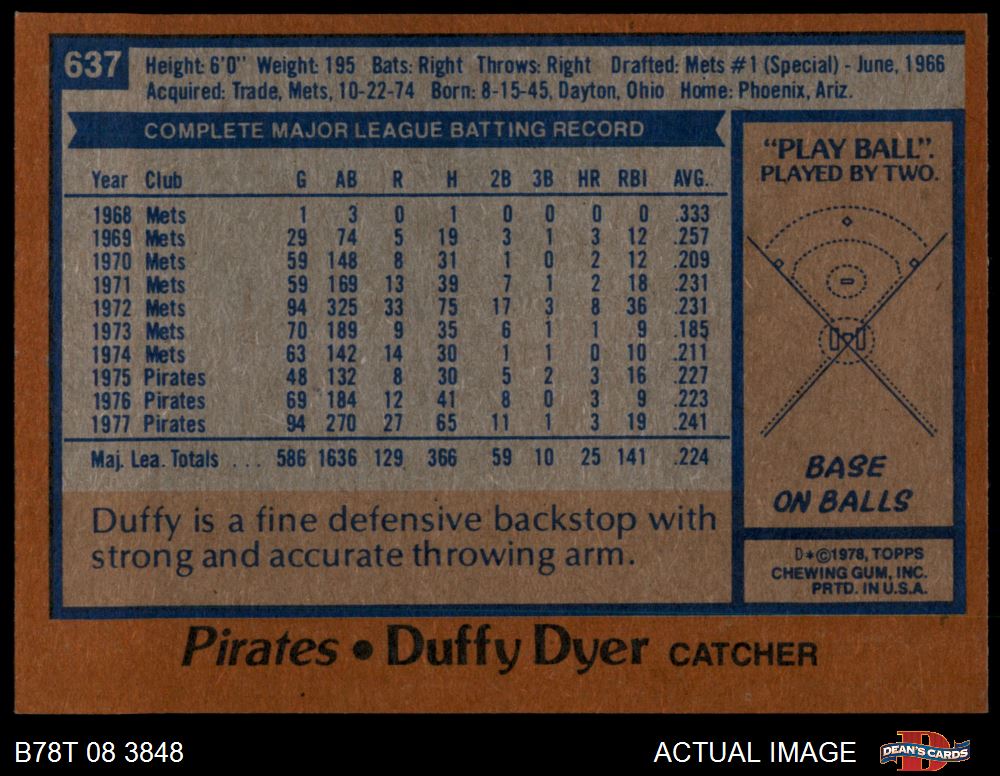 637
Height: 6'0" Weight: 195 Bats: Right Throws: Right Drafted: Mets #1 (Special) - June, 1966
Acquired: Trade, Mets, 10-22-74 Born: 8-15-45, Dayton, Ohio Home: Phoenix, Ariz.
COMPLETE MAJOR LEAGUE BATTING RECORD
Year Club G AB R H 2B 3B HR RBI AVG.
1968 Mets 1 3 0 1 0 0 0 0 .333
1969 Mets 29 74 5 19 3 1 3 12 .257
1970 Mets 59 148 8 31 1 0 2 12 .209
1971 Mets 59 169 13 39 7 1 2 18 .231
1972 Mets 94 325 33 75 17 3 8 36 .231
1973 Mets 70 189 9 35 6 1 1 9 .185
1974 Mets 63 142 14 30 1 1 0 10 .211
1975 Pirates 48 132 8 30 5 2 3 16 .227
1976 Pirates 69 184 12 41 8 0 3 9 .223
1977 Pirates 94 270 27 65 11 1 3 19 .241
Maj. Lea. Totals . . . 586 1636 129 366 59 10 25 141 .224
Duffy is a fine defensive backstop with
strong and accurate throwing arm.
"PLAY BALL".
PLAYED BY TWO.
BASE
ON BALLS
D*©1978, TOPPS
CHEWING GUM, INC.
PRTD. IN U.S.A.
Pirates • Duffy Dyer CATCHER
B78T 08 3848
ACTUAL IMAGE
D
DEAN'S CARDS